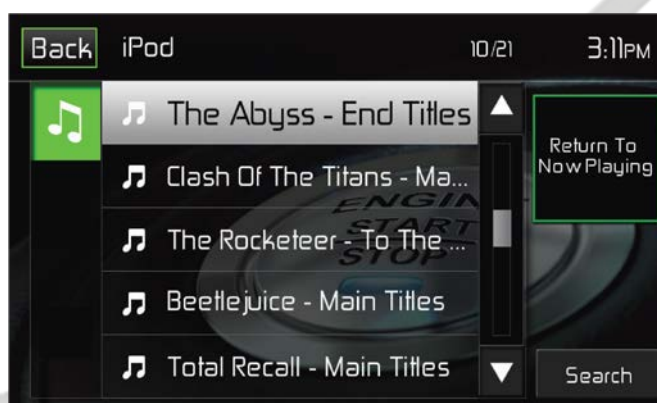 Back iPod 10/21 3:11PM
The Abyss - End Titles
Clash Of The Titans - Ma...
The Rocketeer - To The ...
Beetlejuice - Main Titles
Total Recall - Main Titles
Return To
Now Playing
Search
ENGIN
START
STOP